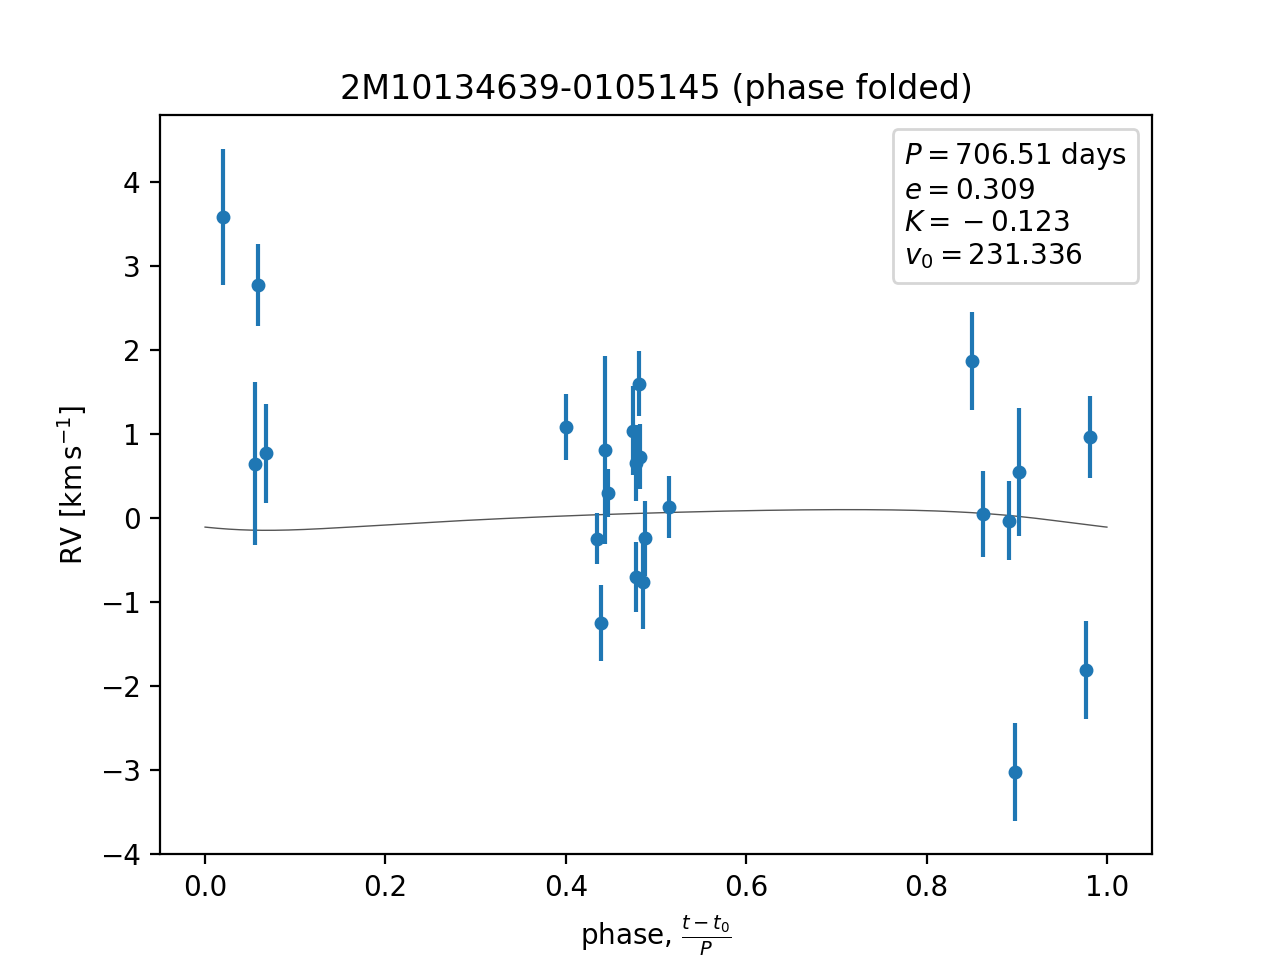 2M10134639-0105145 (phase folded)
P = 706.51 days
e = 0.309
K = −0.123
v₀ = 231.336
RV [km s⁻¹]
4
3
2
1
0
−1
−2
−3
−4
0.0 0.2 0.4 0.6 0.8 1.0
phase, (t − t₀)/P